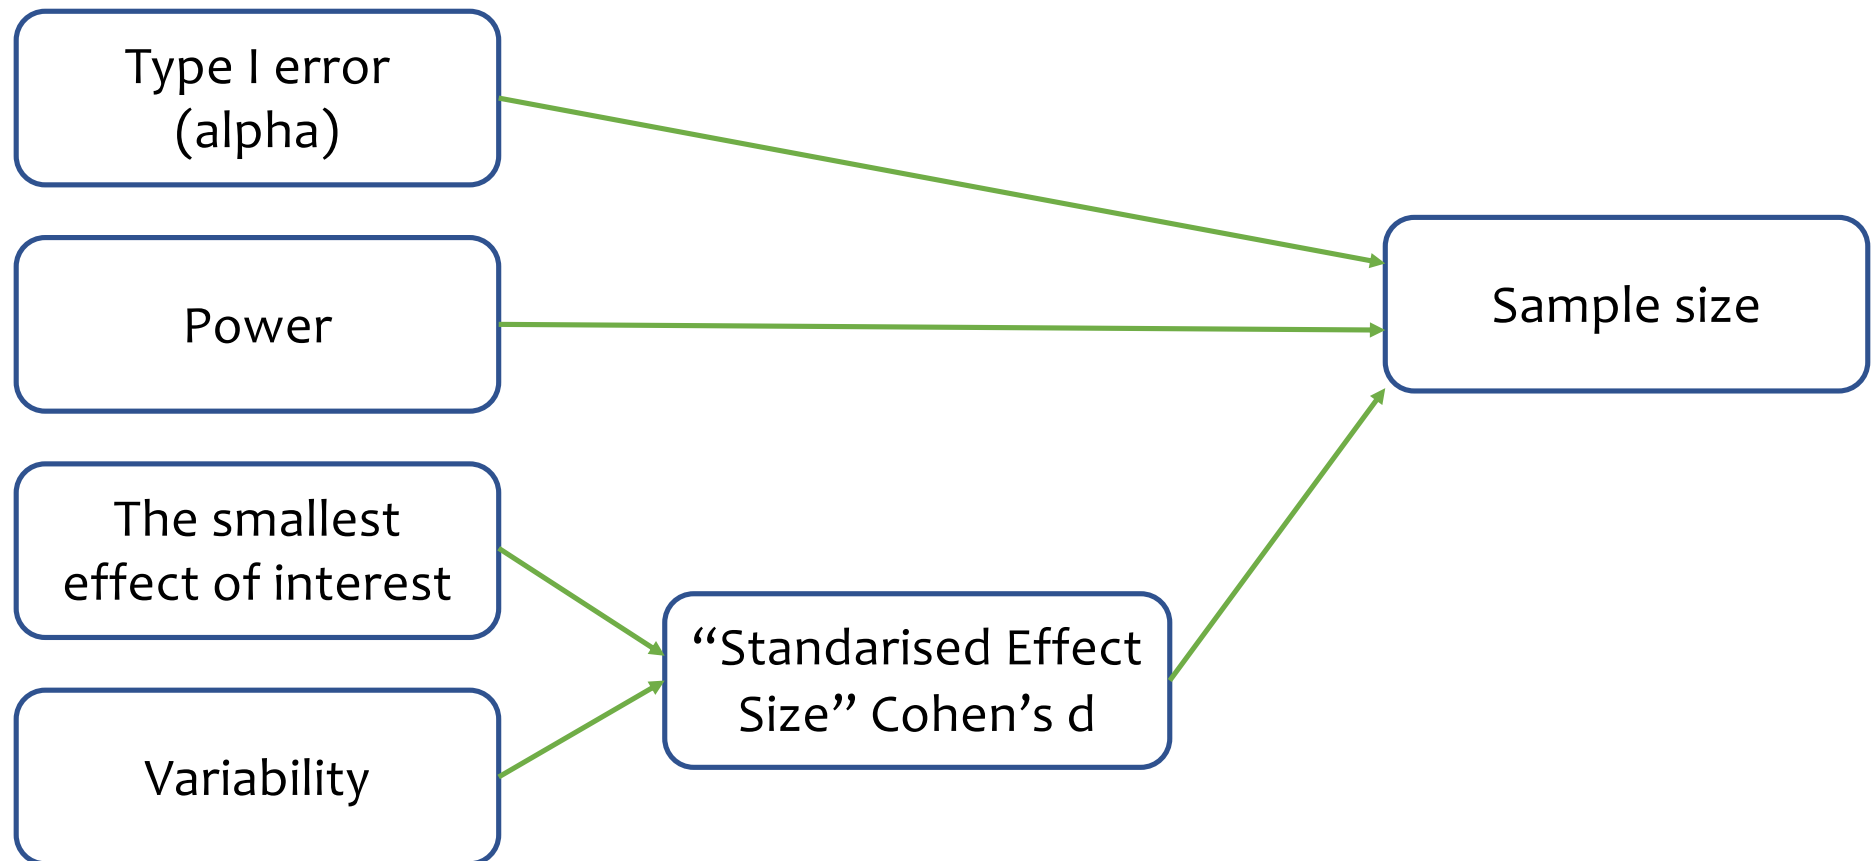 Type I error
(alpha)
Power
The smallest
effect of interest
Variability
“Standarised Effect
Size” Cohen’s d
Sample size